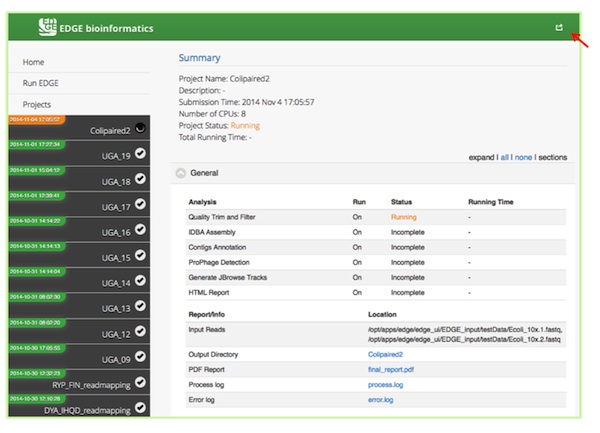 EDGE bioinformatics
Home
Run EDGE
Projects
2014-11-04 17:05:57
Colipaired2
2014-11-01 17:27:34
UGA_19
2014-11-01 15:04:12
UGA_18
2014-11-01 12:39:41
UGA_17
2014-10-31 14:14:22
UGA_16
2014-10-31 14:14:13
UGA_15
2014-10-31 14:14:04
UGA_14
2014-10-31 08:02:30
UGA_13
2014-10-31 08:02:20
UGA_12
2014-10-30 17:05:55
UGA_09
2014-10-30 12:32:23
RYP_FIN_readmapping
2014-10-30 12:10:29
DYA_IHQD_readmapping
Summary
Project Name: Colipaired2
Description: -
Submission Time: 2014 Nov 4 17:05:57
Number of CPUs: 8
Project Status: Running
Total Running Time: -
expand | all | none | sections
General
Analysis Run Status Running Time
Quality Trim and Filter On Running -
IDBA Assembly On Incomplete -
Contigs Annotation On Incomplete -
ProPhage Detection On Incomplete -
Generate JBrowse Tracks On Incomplete -
HTML Report On Incomplete -
Report/Info Location
Input Reads /opt/apps/edge/edge_ui/EDGE_input/testData/Ecoli_10x.1.fastq,
/opt/apps/edge/edge_ui/EDGE_input/testData/Ecoli_10x.2.fastq
Output Directory Colipaired2
PDF Report final_report.pdf
Process log process.log
Error log error.log